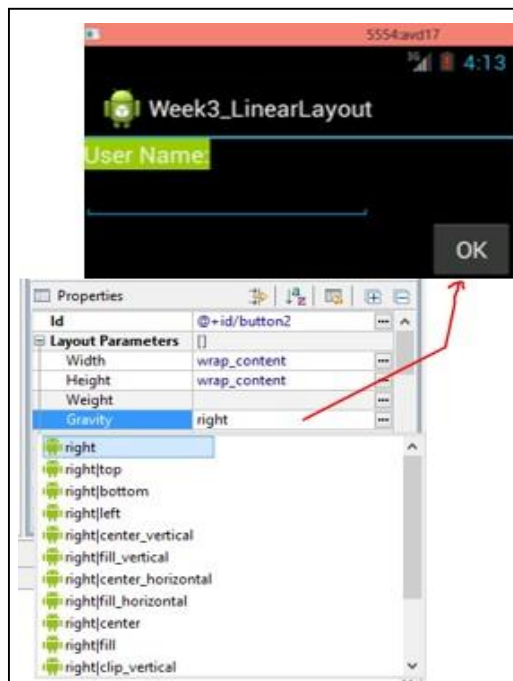 5554:avd17
3G 4:13
Week3_LinearLayout
User Name:
OK
Properties
Id @+id/button2
Layout Parameters []
Width wrap_content
Height wrap_content
Weight
Gravity right
right
right|top
right|bottom
right|left
right|center_vertical
right|fill_vertical
right|center_horizontal
right|fill_horizontal
right|center
right|fill
right|clip_vertical